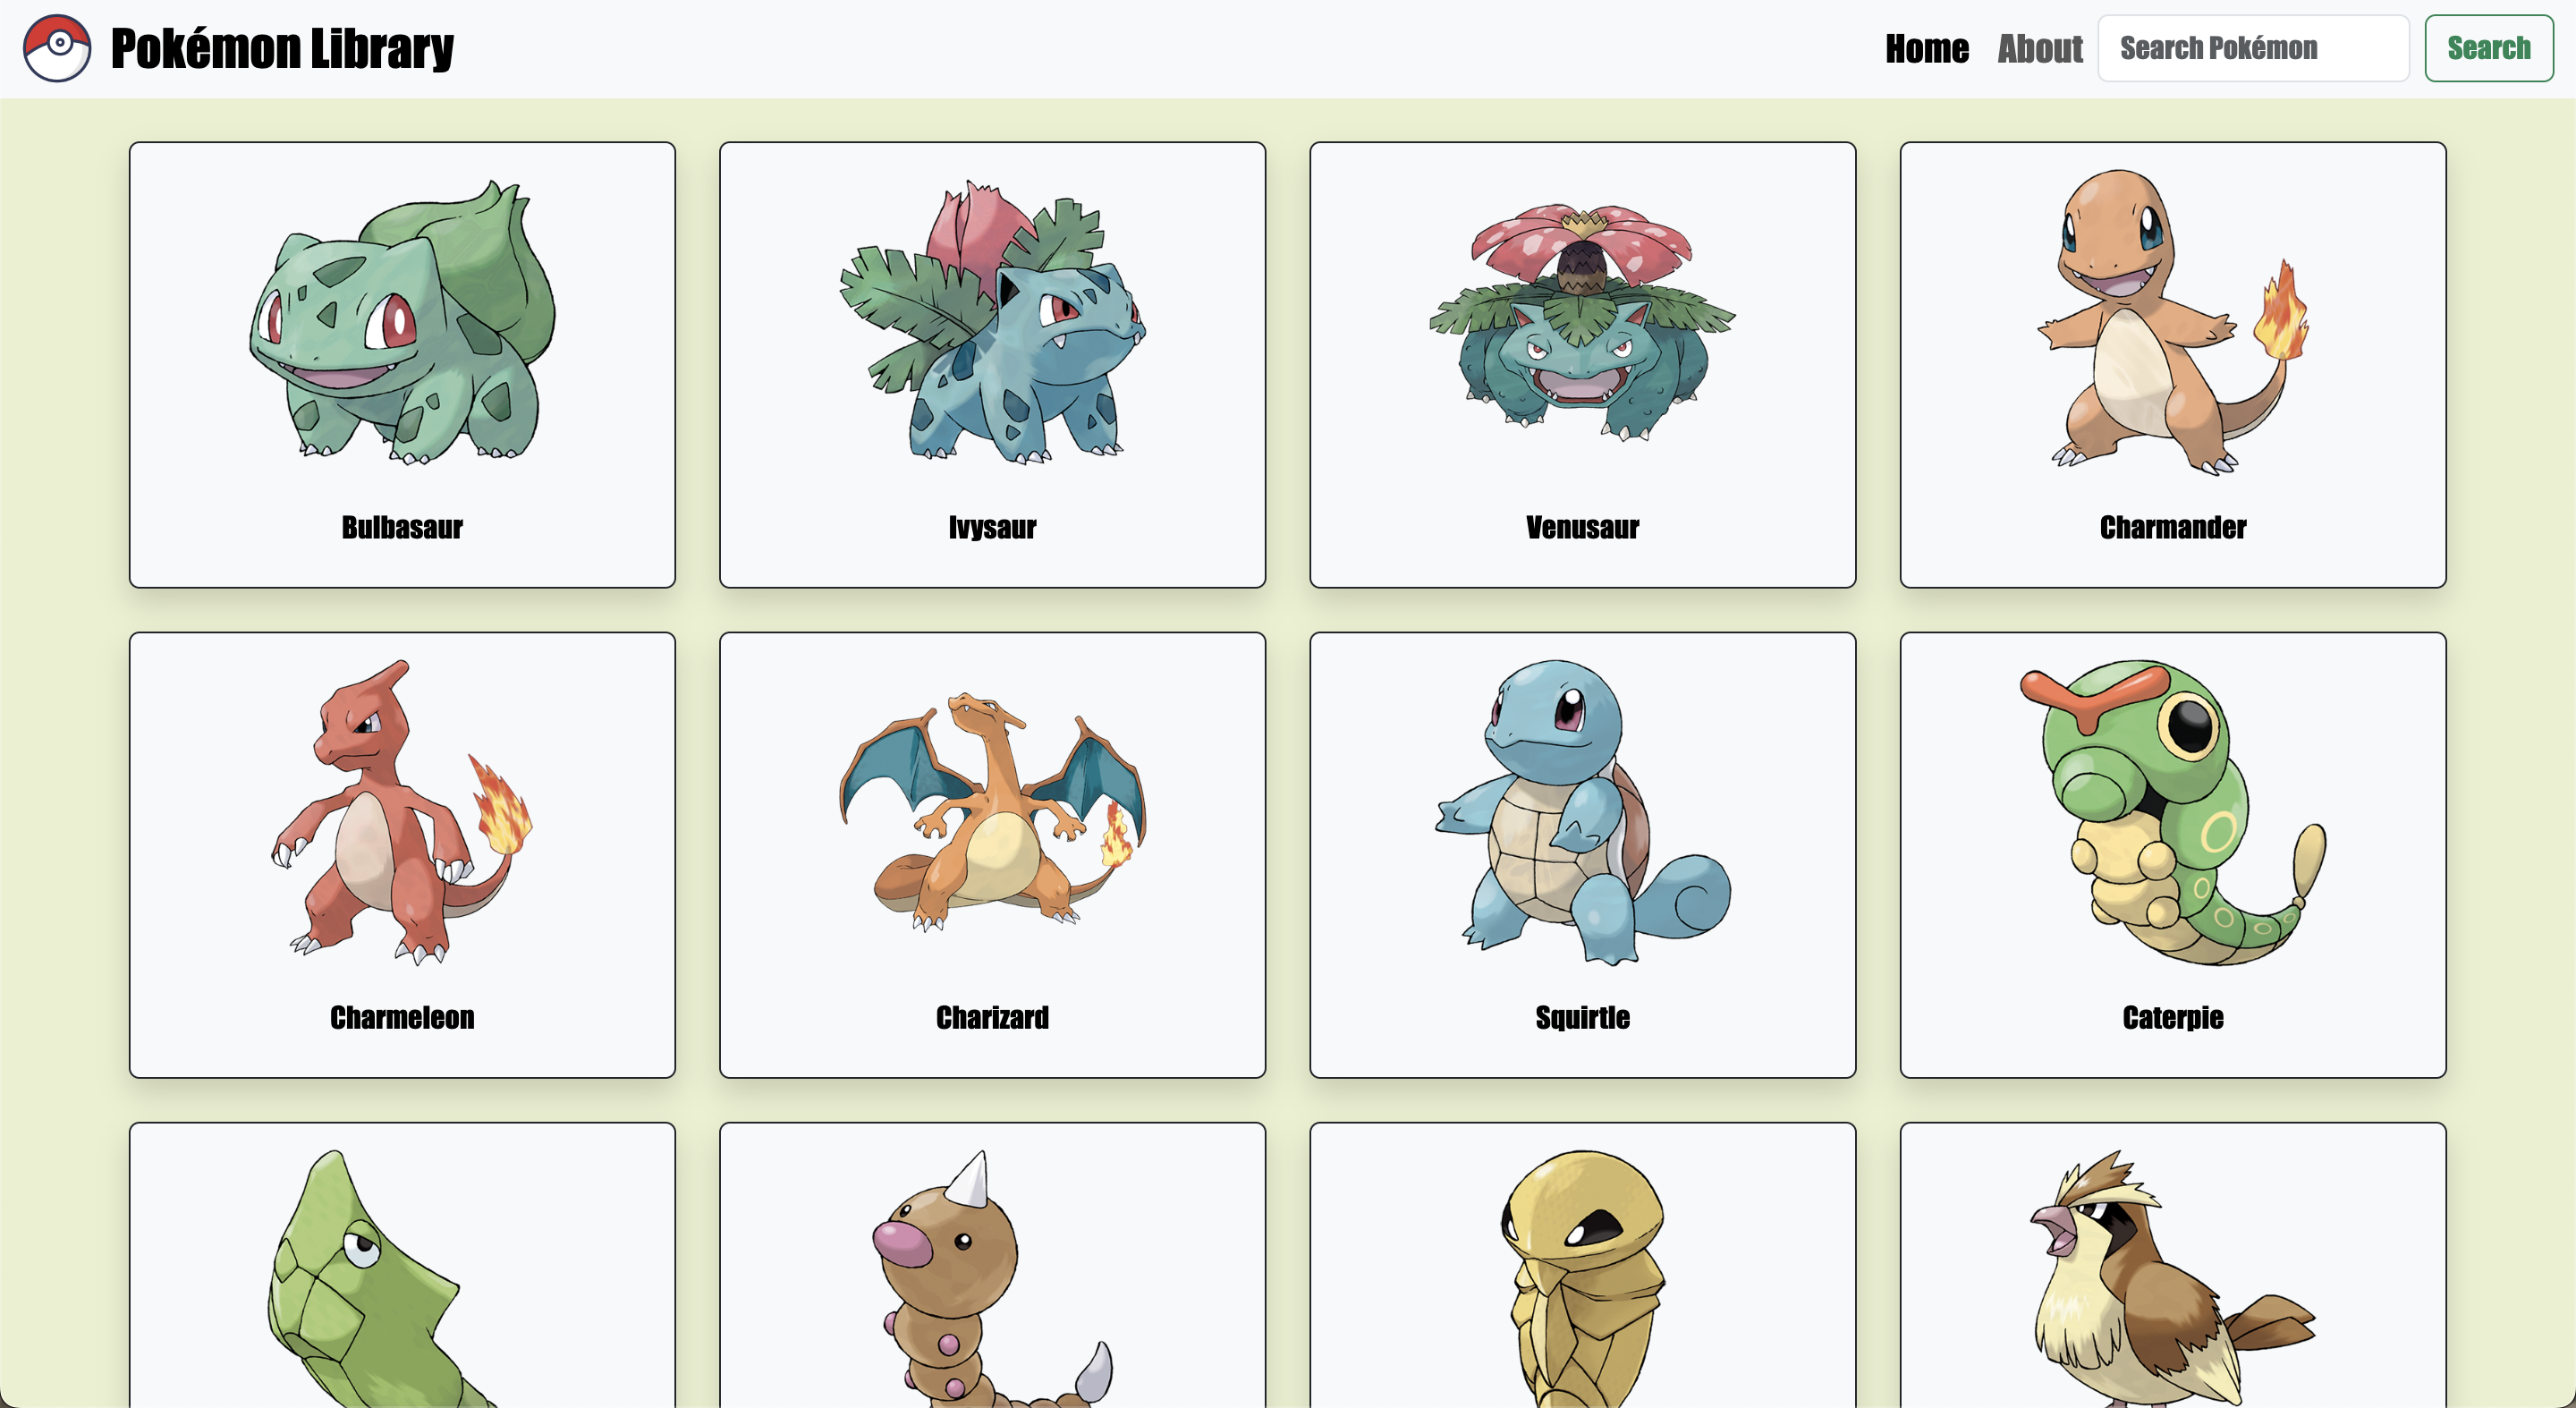 Pokémon Library
Home About Search Pokémon Search
Bulbasaur
Ivysaur
Venusaur
Charmander
Charmeleon
Charizard
Squirtle
Caterpie